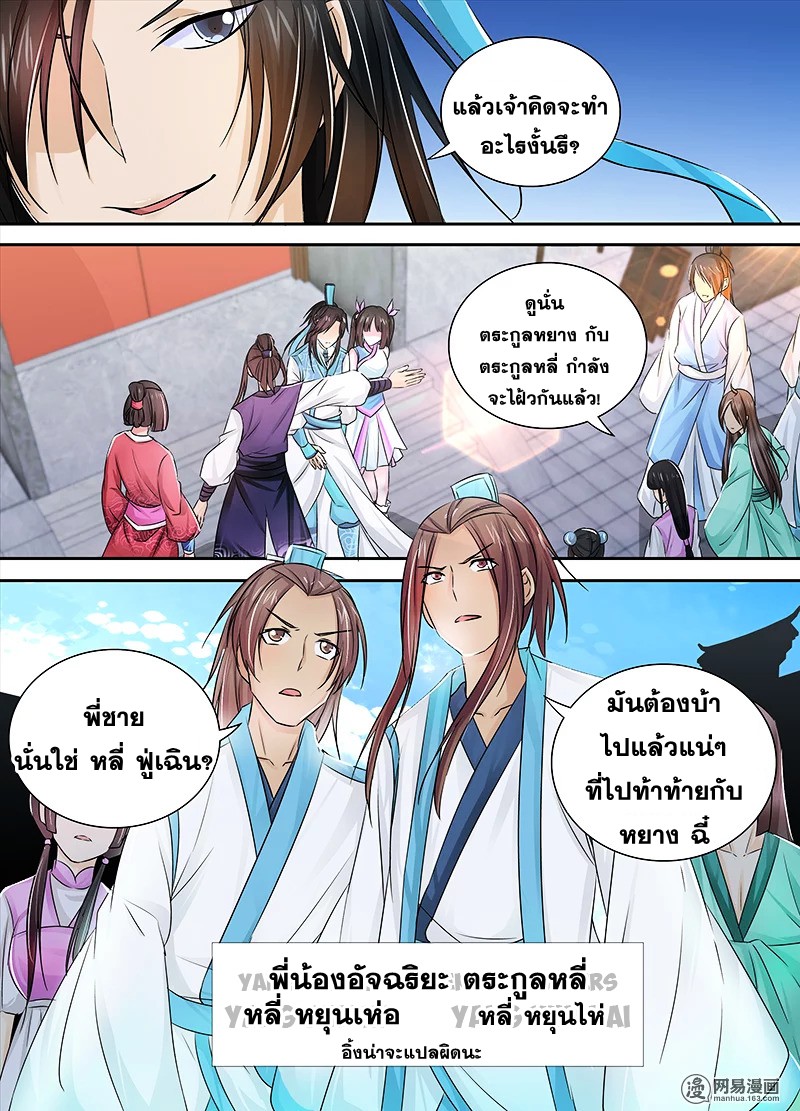 แล้วเจ้าคิดจะทำ
อะไรงั้นรึ?
ดูนั่น
ตระกูลหยาง กับ
ตระกูลหลี่ กำลัง
จะไฝ้วกันแล้ว!
พี่ชาย
นั่นใช่ หลี่ ฟู่เฉิน?
มันต้องบ้า
ไปแล้วแน่ๆ
ที่ไปท้าท้ายกับ
หยาง ฉี่
พี่น้องอัจฉริยะ ตระกูลหลี่
หลี่ หยุนเห่อ หลี่ หยุนไห่
อิ้งน่าจะแปลผิดนะ
网易漫画
manhua.163.com